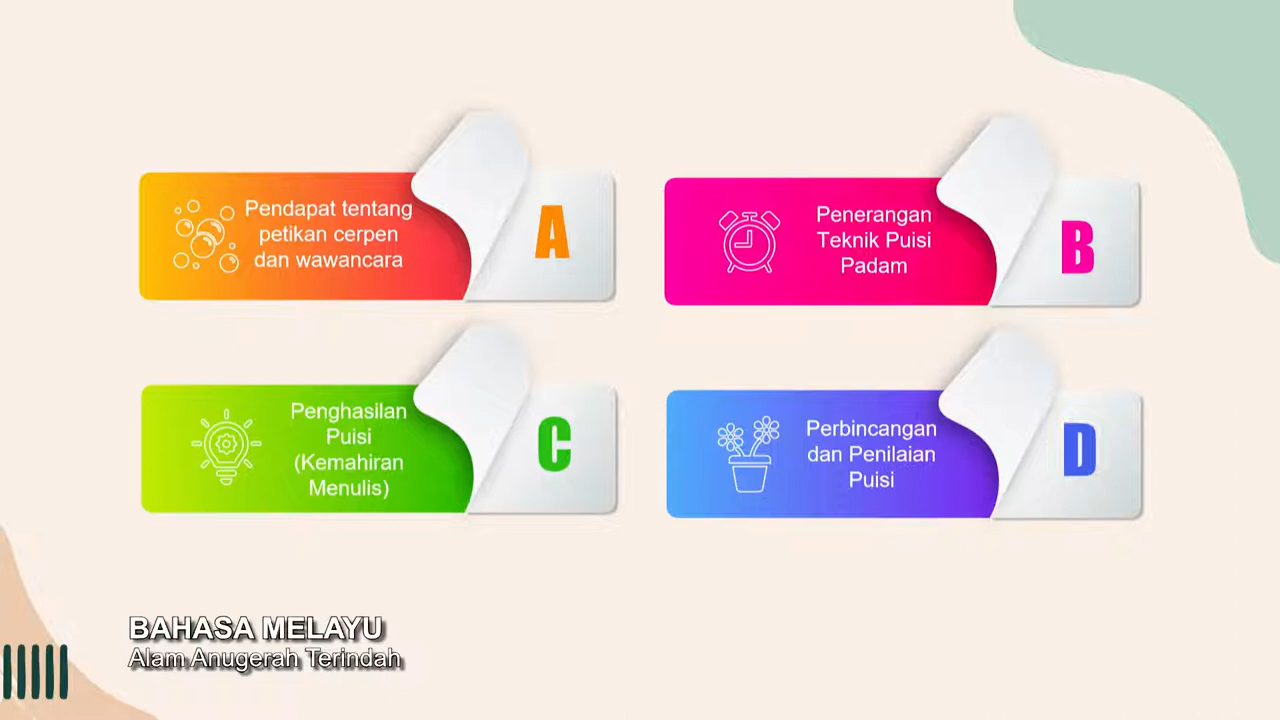 Pendapat tentang
petikan cerpen
dan wawancara
A
Penerangan
Teknik Puisi
Padam
B
Penghasilan
Puisi
(Kemahiran
Menulis)
C
Perbincangan
dan Penilaian
Puisi
D
BAHASA MELAYU
Alam Anugerah Terindah